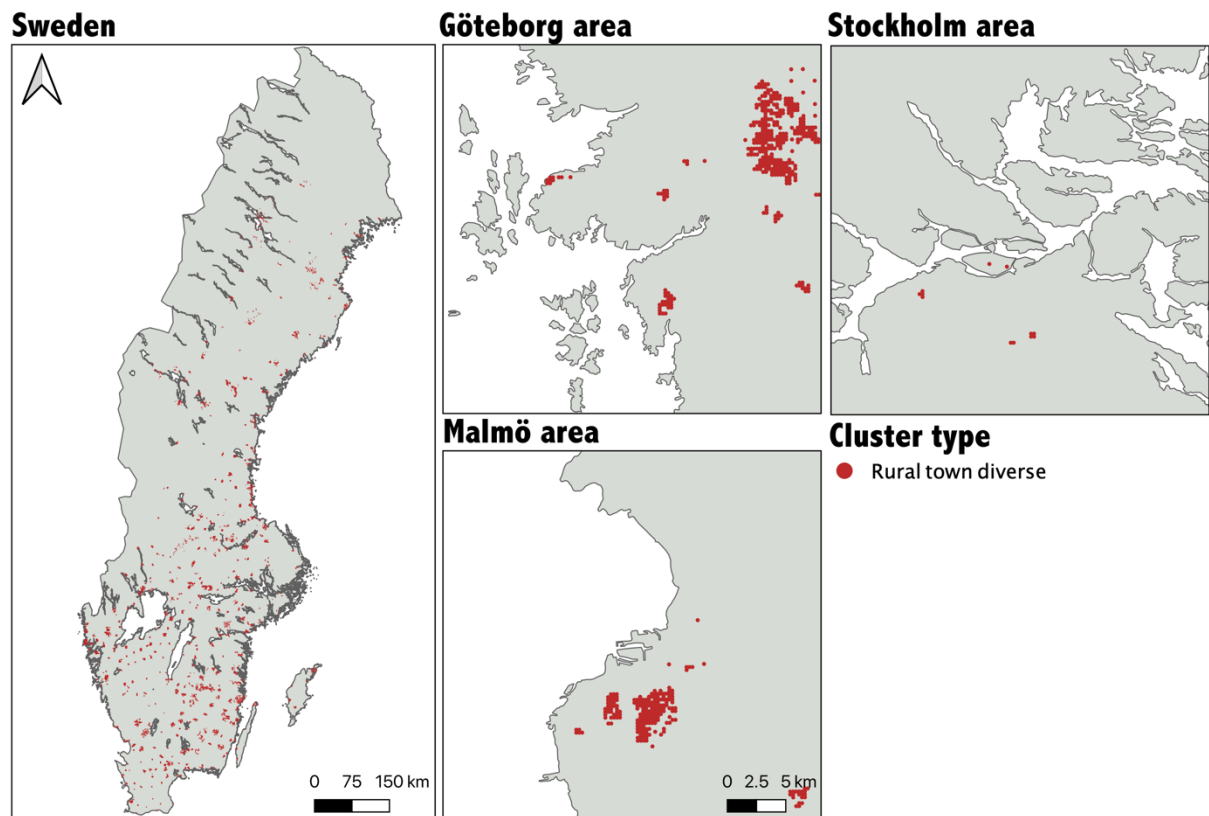 Sweden
Göteborg area
Stockholm area
Malmö area
Cluster type
Rural town diverse
0 75 150 km
0 2.5 5 km